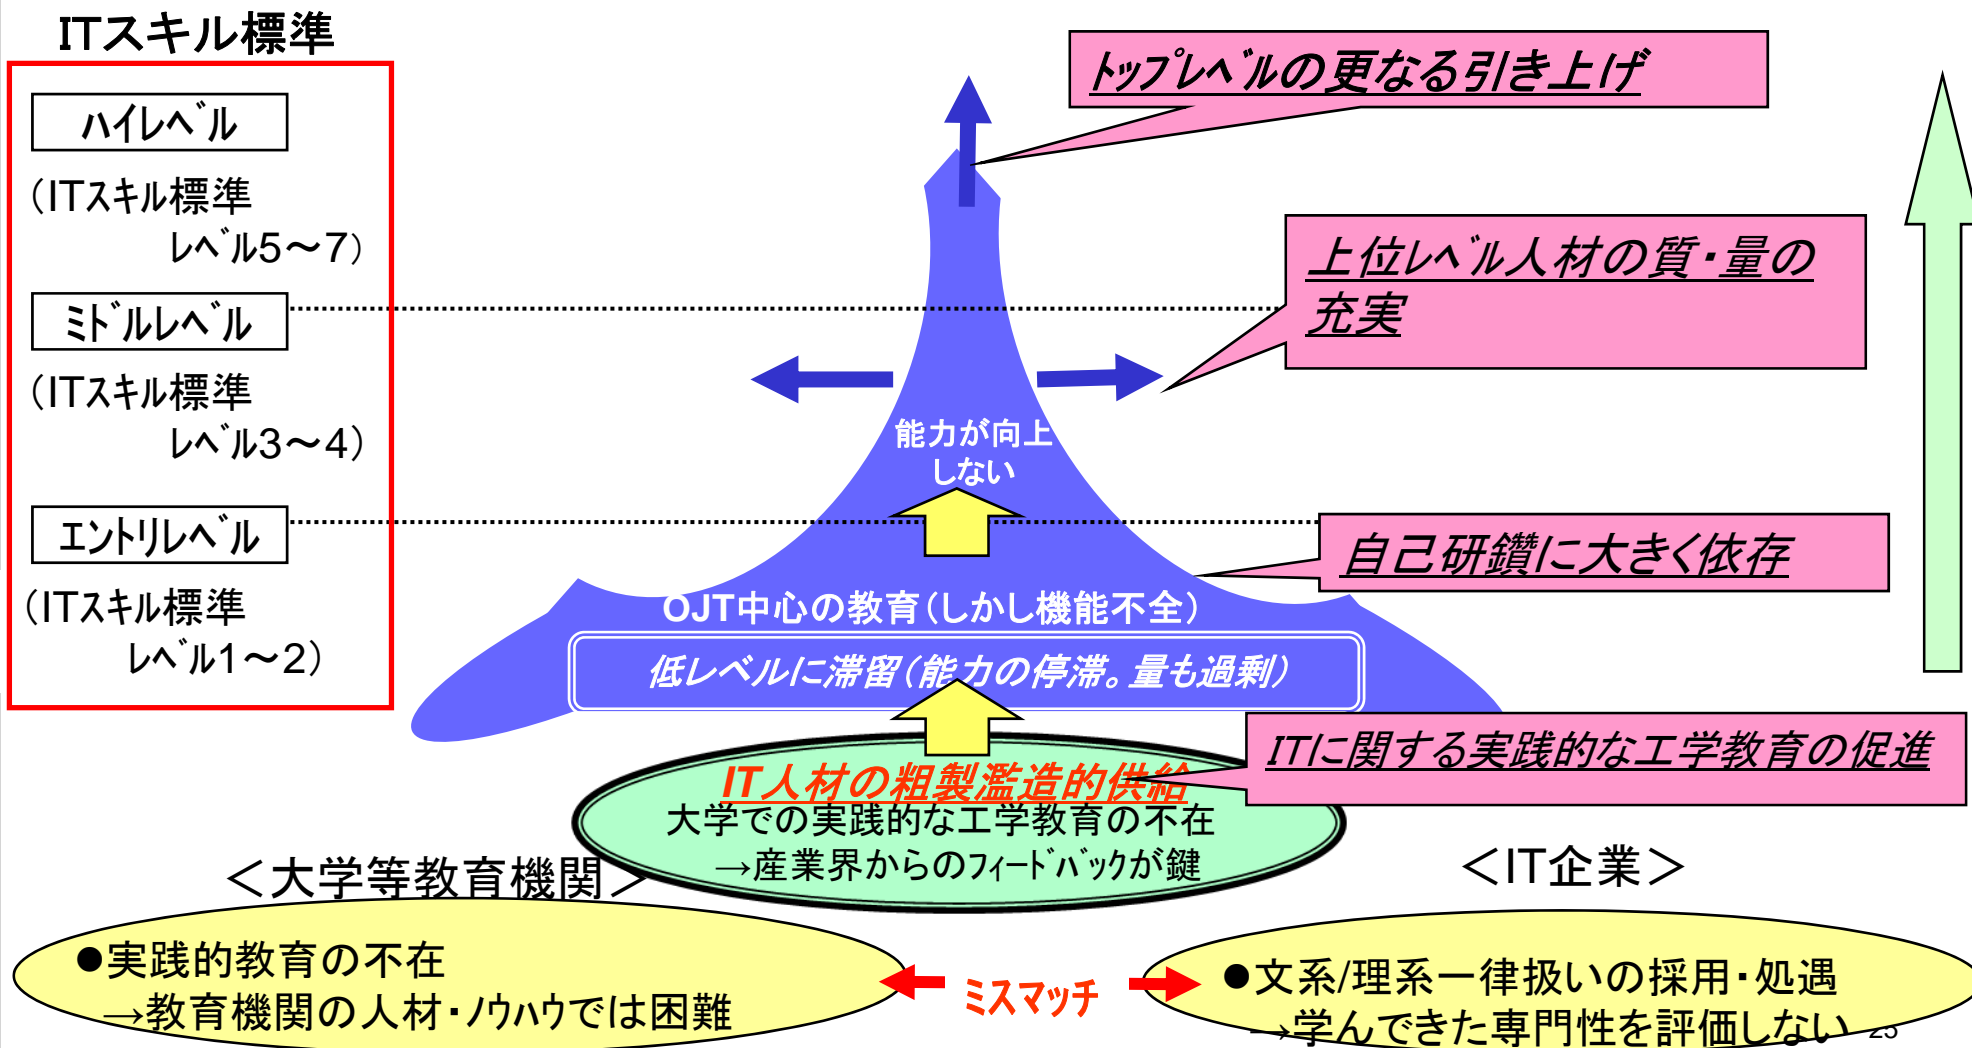 ITスキル標準
ハイレベル
(ITスキル標準
レベル5～7)
ミドルレベル
(ITスキル標準
レベル3～4)
エントリレベル
(ITスキル標準
レベル1～2)
トップレベルの更なる引き上げ
上位レベル人材の質・量の
充実
能力が向上
しない
自己研鑽に大きく依存
OJT中心の教育(しかし機能不全)
低レベルに滞留(能力の停滞。量も過剰)
ITに関する実践的な工学教育の促進
IT人材の粗製濫造的供給
大学での実践的な工学教育の不在
→産業界からのフィードバックが鍵
＜大学等教育機関＞
＜IT企業＞
●実践的教育の不在
→教育機関の人材・ノウハウでは困難
ミスマッチ
●文系/理系一律扱いの採用・処遇
→学んできた専門性を評価しない
25